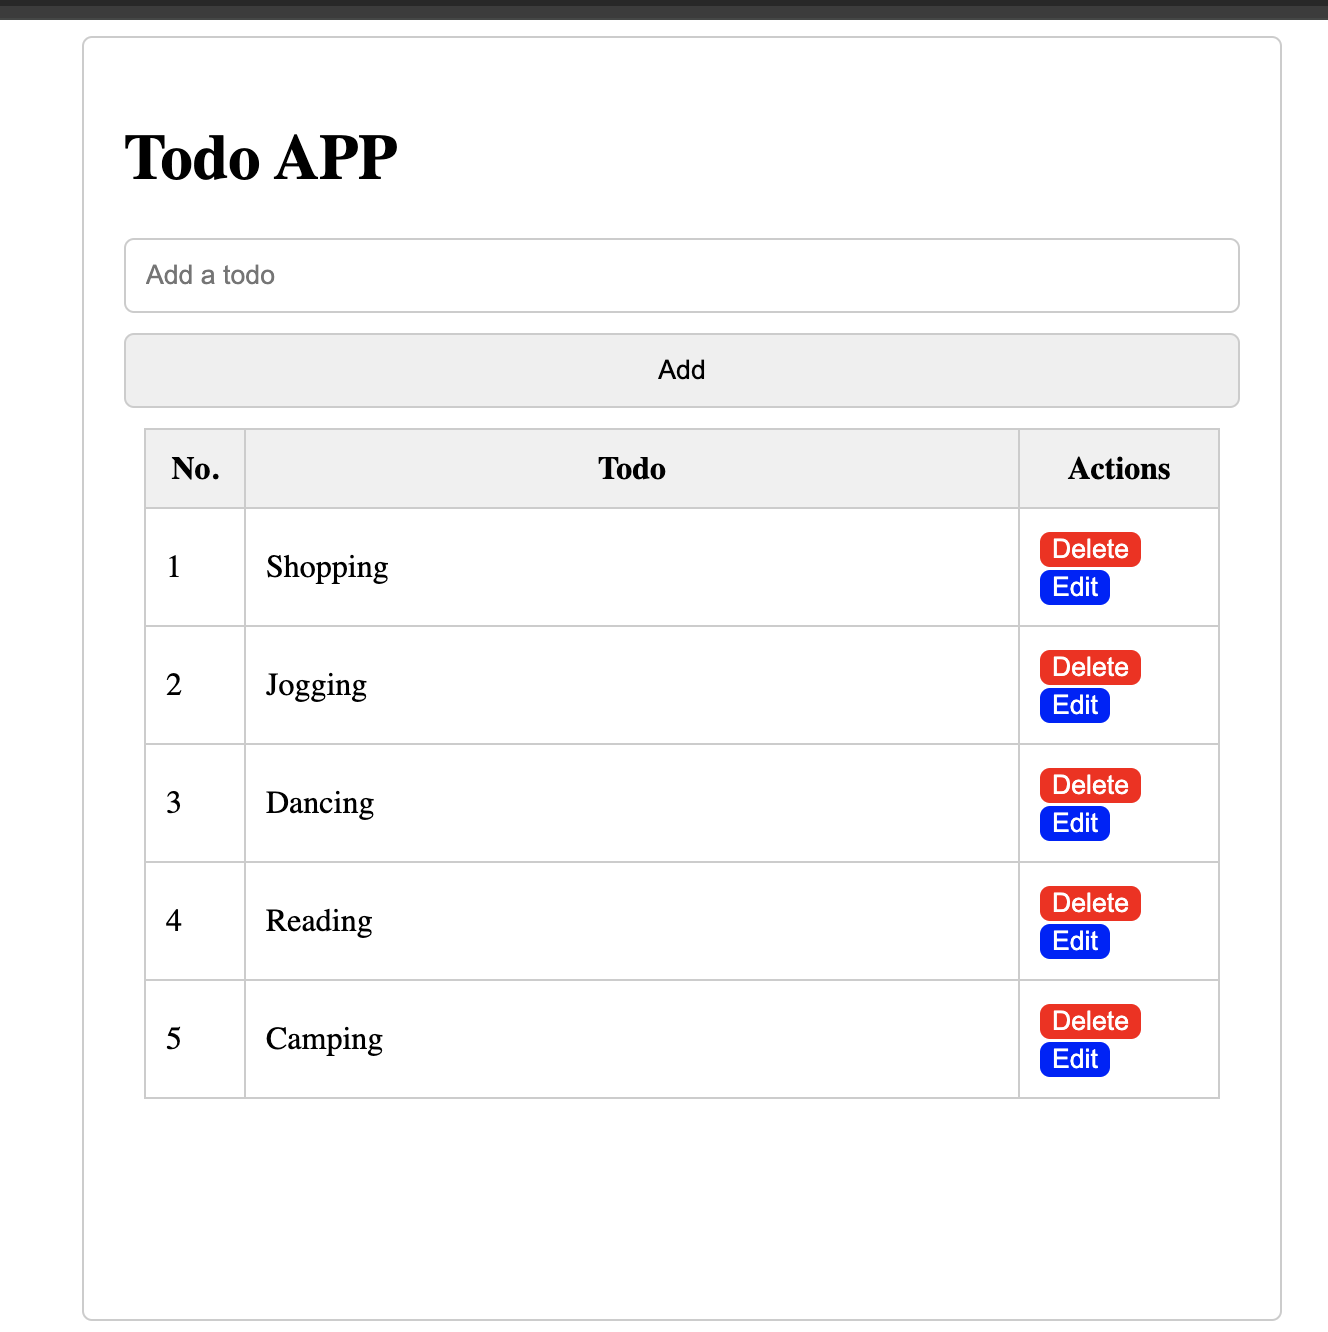 Todo APP
Add a todo
Add
No. Todo Actions
1 Shopping Delete
Edit
2 Jogging Delete
Edit
3 Dancing Delete
Edit
4 Reading Delete
Edit
5 Camping Delete
Edit